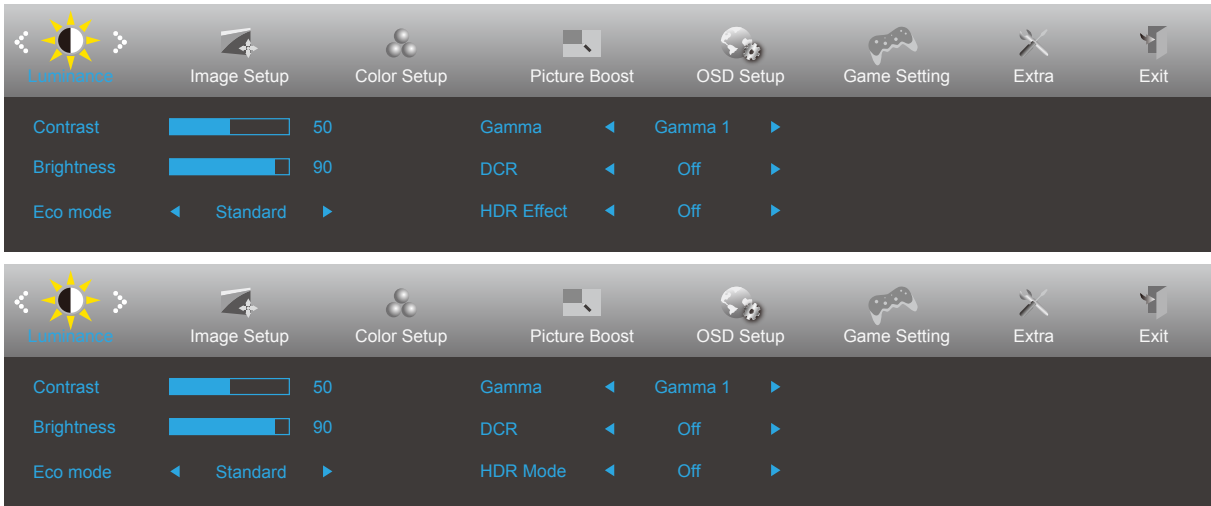 Luminance Image Setup Color Setup Picture Boost OSD Setup Game Setting Extra Exit
Contrast 50 Gamma Gamma 1
Brightness 90 DCR Off
Eco mode Standard HDR Effect Off
Luminance Image Setup Color Setup Picture Boost OSD Setup Game Setting Extra Exit
Contrast 50 Gamma Gamma 1
Brightness 90 DCR Off
Eco mode Standard HDR Mode Off